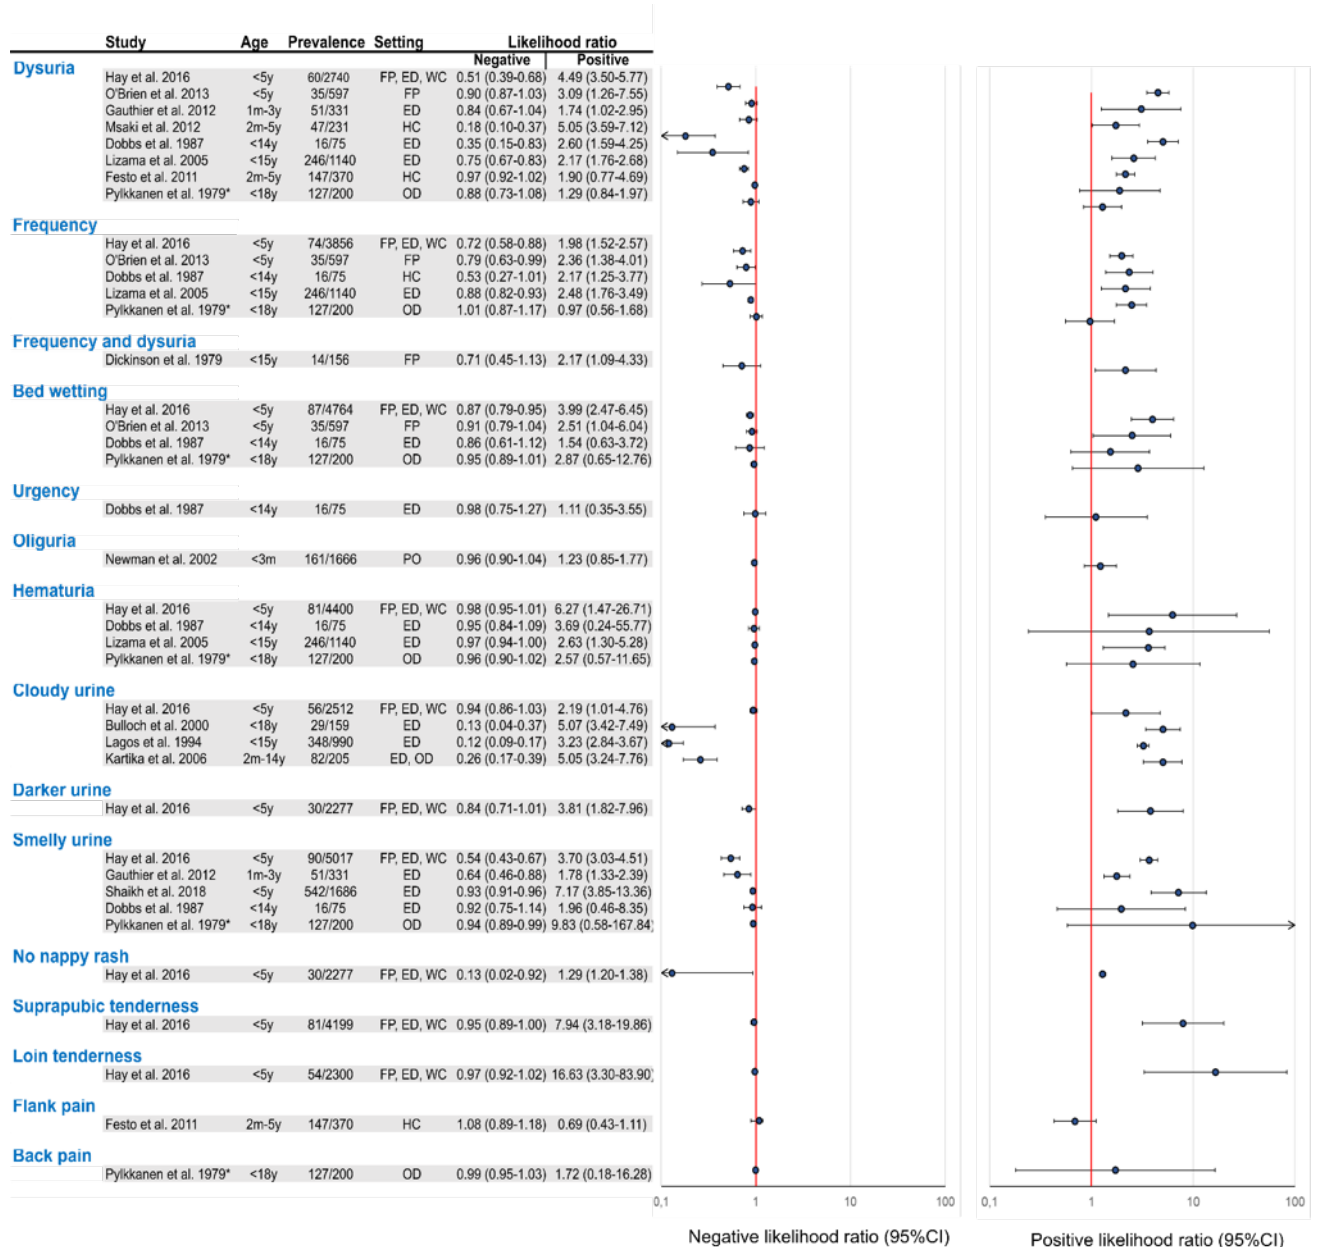 Study Age Prevalence Setting Likelihood ratio
Negative Positive
Dysuria
Hay et al. 2016 <5y 60/2740 FP, ED, WC 0.51 (0.39-0.68) 4.49 (3.50-5.77)
O'Brien et al. 2013 <5y 35/597 FP 0.90 (0.87-1.03) 3.09 (1.26-7.55)
Gauthier et al. 2012 1m-3y 51/331 ED 0.84 (0.67-1.04) 1.74 (1.02-2.95)
Msaki et al. 2012 2m-5y 47/231 HC 0.18 (0.10-0.37) 5.05 (3.59-7.12)
Dobbs et al. 1987 <14y 16/75 ED 0.35 (0.15-0.83) 2.60 (1.59-4.25)
Lizama et al. 2005 <15y 246/1140 ED 0.75 (0.67-0.83) 2.17 (1.76-2.68)
Festo et al. 2011 2m-5y 147/370 HC 0.97 (0.92-1.02) 1.90 (0.77-4.69)
Pylkkanen et al. 1979* <18y 127/200 OD 0.88 (0.73-1.08) 1.29 (0.84-1.97)
Frequency
Hay et al. 2016 <5y 74/3856 FP, ED, WC 0.72 (0.58-0.88) 1.98 (1.52-2.57)
O'Brien et al. 2013 <5y 35/597 FP 0.79 (0.63-0.99) 2.36 (1.38-4.01)
Dobbs et al. 1987 <14y 16/75 HC 0.53 (0.27-1.01) 2.17 (1.25-3.77)
Lizama et al. 2005 <15y 246/1140 ED 0.88 (0.82-0.93) 2.48 (1.76-3.49)
Pylkkanen et al. 1979* <18y 127/200 OD 1.01 (0.87-1.17) 0.97 (0.56-1.68)
Frequency and dysuria
Dickinson et al. 1979 <15y 14/156 FP 0.71 (0.45-1.13) 2.17 (1.09-4.33)
Bed wetting
Hay et al. 2016 <5y 87/4764 FP, ED, WC 0.87 (0.79-0.95) 3.99 (2.47-6.45)
O'Brien et al. 2013 <5y 35/597 FP 0.91 (0.79-1.04) 2.51 (1.04-6.04)
Dobbs et al. 1987 <14y 16/75 ED 0.86 (0.61-1.12) 1.54 (0.63-3.72)
Pylkkanen et al. 1979* <18y 127/200 OD 0.95 (0.89-1.01) 2.87 (0.65-12.76)
Urgency
Dobbs et al. 1987 <14y 16/75 ED 0.98 (0.75-1.27) 1.11 (0.35-3.55)
Oliguria
Newman et al. 2002 <3m 161/1666 PO 0.96 (0.90-1.04) 1.23 (0.85-1.77)
Hematuria
Hay et al. 2016 <5y 81/4400 FP, ED, WC 0.98 (0.95-1.01) 6.27 (1.47-26.71)
Dobbs et al. 1987 <14y 16/75 ED 0.95 (0.84-1.09) 3.69 (0.24-55.77)
Lizama et al. 2005 <15y 246/1140 ED 0.97 (0.94-1.00) 2.63 (1.30-5.28)
Pylkkanen et al. 1979* <18y 127/200 OD 0.96 (0.90-1.02) 2.57 (0.57-11.65)
Cloudy urine
Hay et al. 2016 <5y 56/2512 FP, ED, WC 0.94 (0.86-1.03) 2.19 (1.01-4.76)
Bulloch et al. 2000 <18y 29/159 ED 0.13 (0.04-0.37) 5.07 (3.42-7.49)
Lagos et al. 1994 <15y 348/990 ED 0.12 (0.09-0.17) 3.23 (2.84-3.67)
Kartika et al. 2006 2m-14y 82/205 ED, OD 0.26 (0.17-0.39) 5.05 (3.24-7.76)
Darker urine
Hay et al. 2016 <5y 30/2277 FP, ED, WC 0.84 (0.71-1.01) 3.81 (1.82-7.96)
Smelly urine
Hay et al. 2016 <5y 90/5017 FP, ED, WC 0.54 (0.43-0.67) 3.70 (3.03-4.51)
Gauthier et al. 2012 1m-3y 51/331 ED 0.64 (0.46-0.88) 1.78 (1.33-2.39)
Shaikh et al. 2018 <5y 542/1686 ED 0.93 (0.91-0.96) 7.17 (3.85-13.36)
Dobbs et al. 1987 <14y 16/75 ED 0.92 (0.75-1.14) 1.96 (0.46-8.35)
Pylkkanen et al. 1979* <18y 127/200 OD 0.94 (0.89-0.99) 9.83 (0.58-167.84)
No nappy rash
Hay et al. 2016 <5y 30/2277 FP, ED, WC 0.13 (0.02-0.92) 1.29 (1.20-1.38)
Suprapubic tenderness
Hay et al. 2016 <5y 81/4199 FP, ED, WC 0.95 (0.89-1.00) 7.94 (3.18-19.86)
Loin tenderness
Hay et al. 2016 <5y 54/2300 FP, ED, WC 0.97 (0.92-1.02) 16.63 (3.30-83.90)
Flank pain
Festo et al. 2011 2m-5y 147/370 HC 1.08 (0.89-1.18) 0.69 (0.43-1.11)
Back pain
Pylkkanen et al. 1979* <18y 127/200 OD 0.99 (0.95-1.03) 1.72 (0.18-16.28)
0,1 1 10 100 0,1 1 10 100
Negative likelihood ratio (95%CI) Positive likelihood ratio (95%CI)